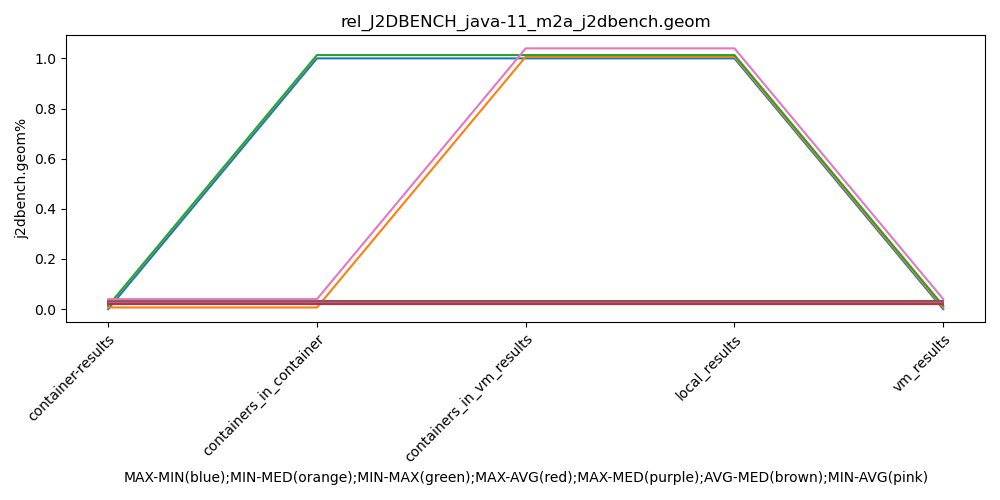 rel_J2DBENCH_java-11_m2a_j2dbench.geom
j2dbench.geom%
1.0
0.8
0.6
0.4
0.2
0.0
container-results
containers_in_container
containers_in_vm_results
local_results
vm_results
MAX-MIN(blue);MIN-MED(orange);MIN-MAX(green);MAX-AVG(red);MAX-MED(purple);AVG-MED(brown);MIN-AVG(pink)